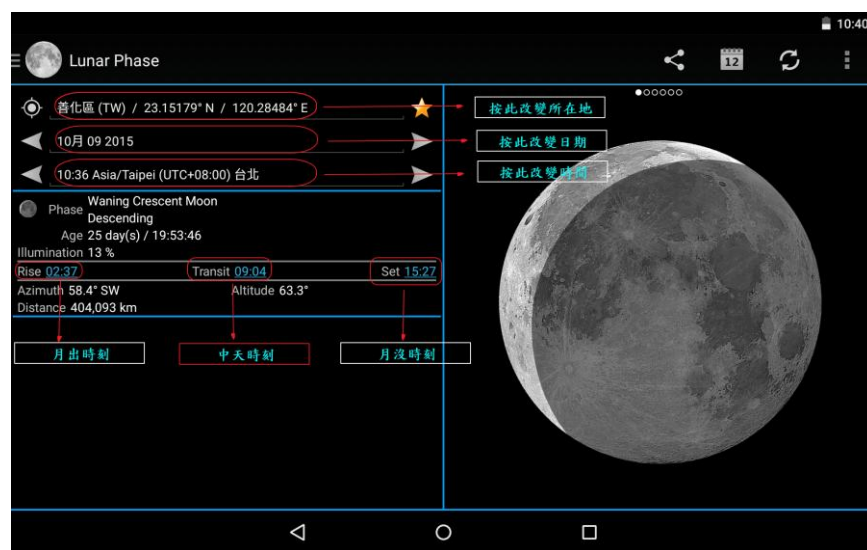 10:40
Lunar Phase
12
善化區 (TW) / 23.15179° N / 120.28484° E
按此改變所在地
10月 09 2015
按此改變日期
10:36 Asia/Taipei (UTC+08:00) 台北
按此改變時間
Phase Waning Crescent Moon
Descending
Age 25 day(s) / 19:53:46
Illumination 13 %
Rise 02:37 Transit 09:04 Set 15:27
Azimuth 58.4° SW Altitude 63.3°
Distance 404,093 km
月出時刻 中天時刻 月沒時刻